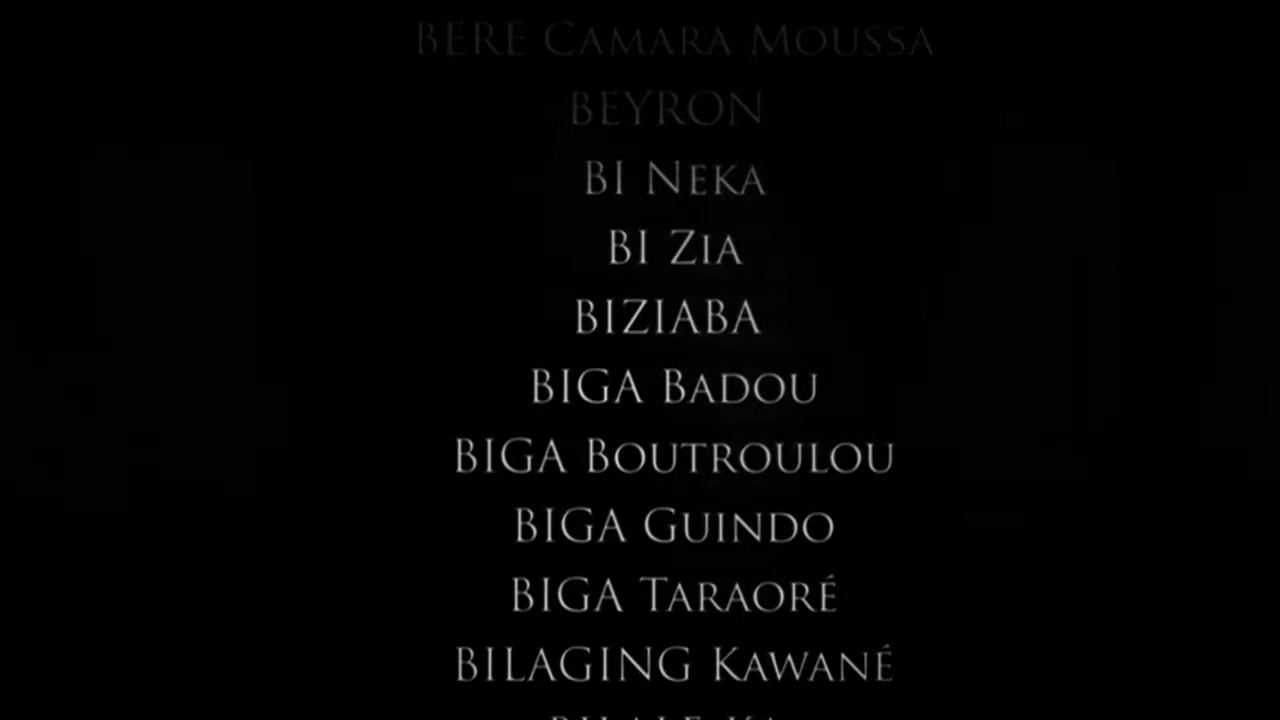 BERE CAMARA MOUSSA
BEYRON
BI NEKA
BI ZIA
BIZIABA
BIGA BADOU
BIGA BOUTROULOU
BIGA GUINDO
BIGA TARAORÉ
BILAGING KAWANÉ